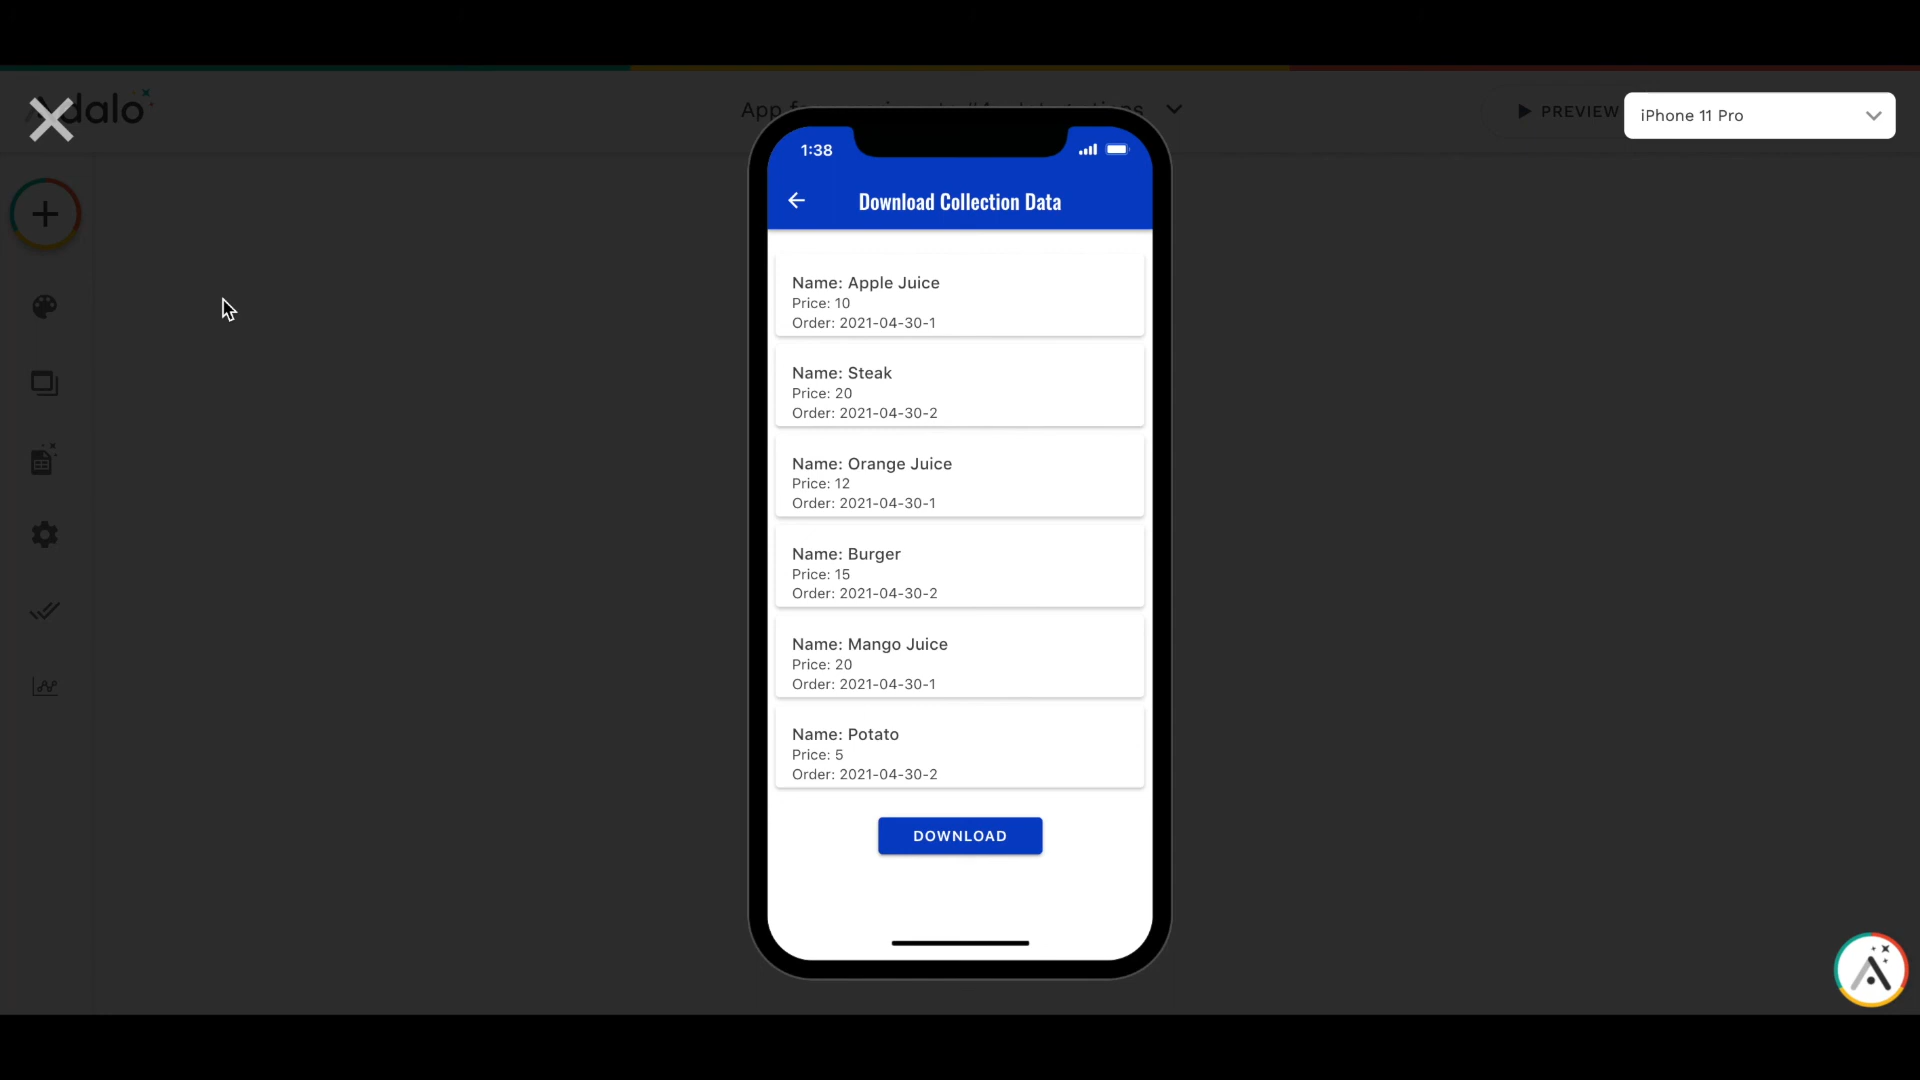 Adalo
PREVIEW
iPhone 11 Pro
1:38
Download Collection Data
Name: Apple Juice
Price: 10
Order: 2021-04-30-1
Name: Steak
Price: 20
Order: 2021-04-30-2
Name: Orange Juice
Price: 12
Order: 2021-04-30-1
Name: Burger
Price: 15
Order: 2021-04-30-2
Name: Mango Juice
Price: 20
Order: 2021-04-30-1
Name: Potato
Price: 5
Order: 2021-04-30-2
DOWNLOAD